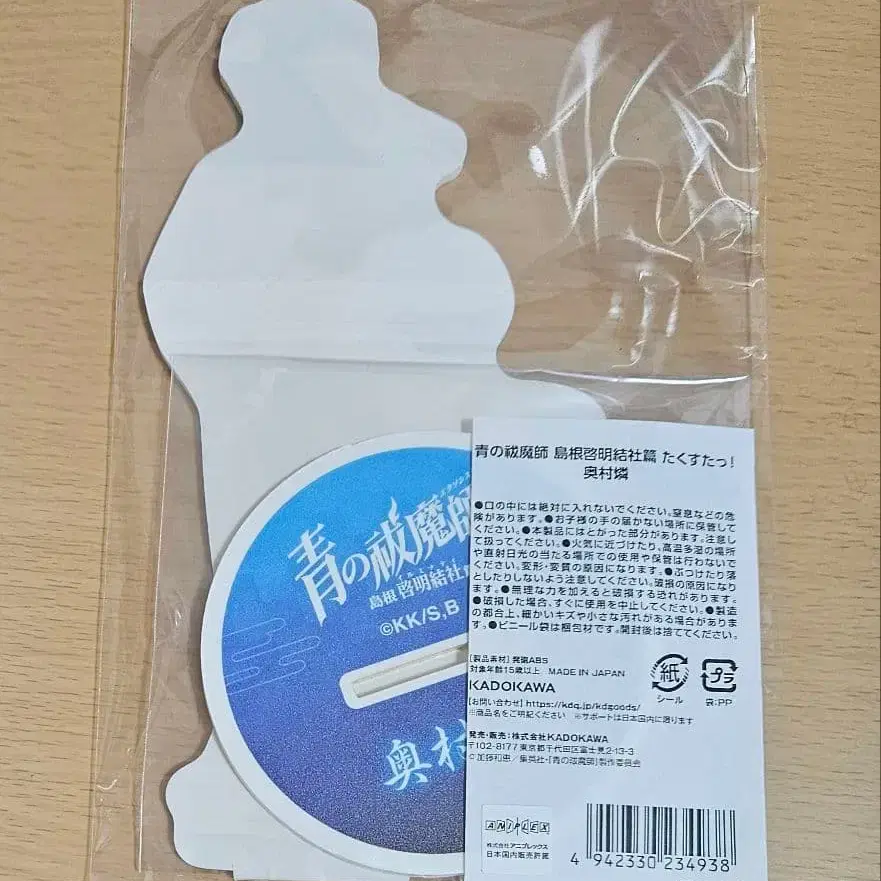 青の祓魔師
島根啓明結社篇
©KK/S,B
奥村
青の祓魔師 島根啓明結社篇 たくすたっ!
奥村燐
●口の中には絶対に入れないでください。窒息などの危
険があります。●お子様の手の届かない場所に保管して
ください。●本製品にはとがった部分があります。注意し
て扱ってください。●火気に近づけたり、高温多湿の場所
や直射日光の当たる場所での使用や保管は行わないで
ください。変形・変質の原因になります。●ぶつけたり落
としたりしないよう注意してください。破損の原因になり
ます。●無理な力を加えると破損する恐れがあります。
●破損した場合、すぐに使用を中止してください。●製造
の都合上、細かいキズや小さな汚れがある場合がありま
す。●ビニール袋は梱包材です。開封後は捨ててください。
[製品素材] 発泡ABS
対象年齢15歳以上 MADE IN JAPAN
KADOKAWA
[お問い合わせ] https://kdq.jp/kdgoods/
※商品名をご明記ください ※サポートは日本国内に限ります
紙
シール
プラ
袋:PP
発売・販売:株式会社KADOKAWA
〒102-8177 東京都千代田区富士見2-13-3
© 加藤和恵/集英社・「青の祓魔師」製作委員会
ANIPLEX
株式会社アニプレックス
日本国内販売許諾
4 942330 234938